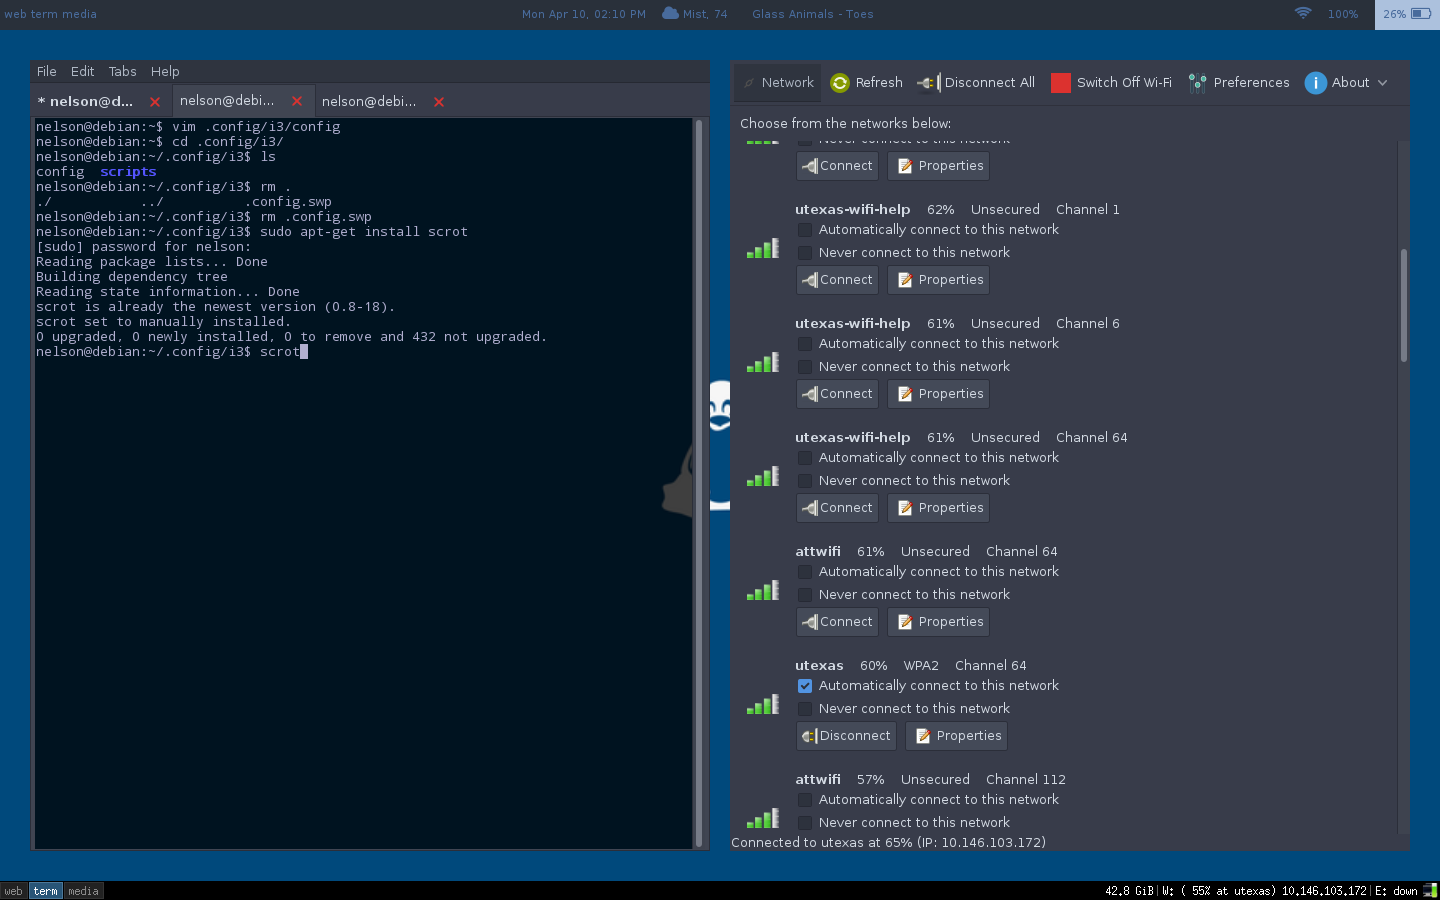 web term media
Mon Apr 10, 02:10 PM Mist, 74 Glass Animals - Toes
100% 26%
File Edit Tabs Help
* nelson@d... nelson@debi... nelson@debi...
nelson@debian:~$ vim .config/i3/config
nelson@debian:~$ cd .config/i3/
nelson@debian:~/.config/i3$ ls
config scripts
nelson@debian:~/.config/i3$ rm .
./ ../ .config.swp
nelson@debian:~/.config/i3$ rm .config.swp
nelson@debian:~/.config/i3$ sudo apt-get install scrot
[sudo] password for nelson:
Reading package lists... Done
Building dependency tree
Reading state information... Done
scrot is already the newest version (0.8-18).
scrot set to manually installed.
0 upgraded, 0 newly installed, 0 to remove and 432 not upgraded.
nelson@debian:~/.config/i3$ scrot
Network Refresh Disconnect All Switch Off Wi-Fi Preferences About
Choose from the networks below:
Never connect to this network
Connect Properties
utexas-wifi-help 62% Unsecured Channel 1
Automatically connect to this network
Never connect to this network
Connect Properties
utexas-wifi-help 61% Unsecured Channel 6
Automatically connect to this network
Never connect to this network
Connect Properties
utexas-wifi-help 61% Unsecured Channel 64
Automatically connect to this network
Never connect to this network
Connect Properties
attwifi 61% Unsecured Channel 64
Automatically connect to this network
Never connect to this network
Connect Properties
utexas 60% WPA2 Channel 64
Automatically connect to this network
Never connect to this network
Disconnect Properties
attwifi 57% Unsecured Channel 112
Automatically connect to this network
Never connect to this network
Connected to utexas at 65% (IP: 10.146.103.172)
web term media
42.8 GiB|W: ( 55% at utexas) 10.146.103.172|E: down